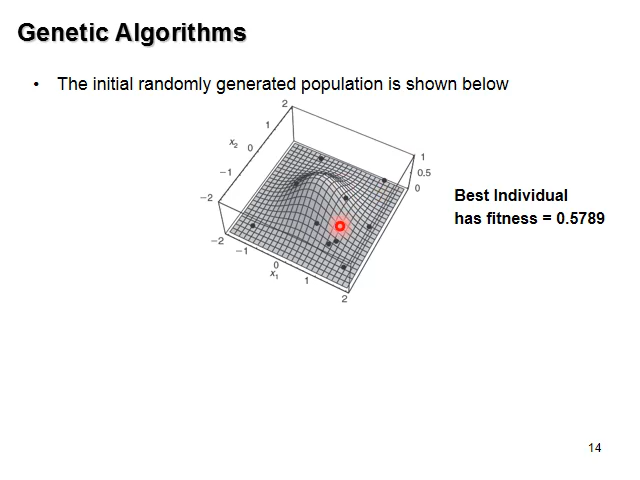 Genetic Algorithms
• The initial randomly generated population is shown below
2
1
x2 0
−1
−2
1
0.5
0
Best Individual
has fitness = 0.5789
−2
−1
0
x1
1
2
14